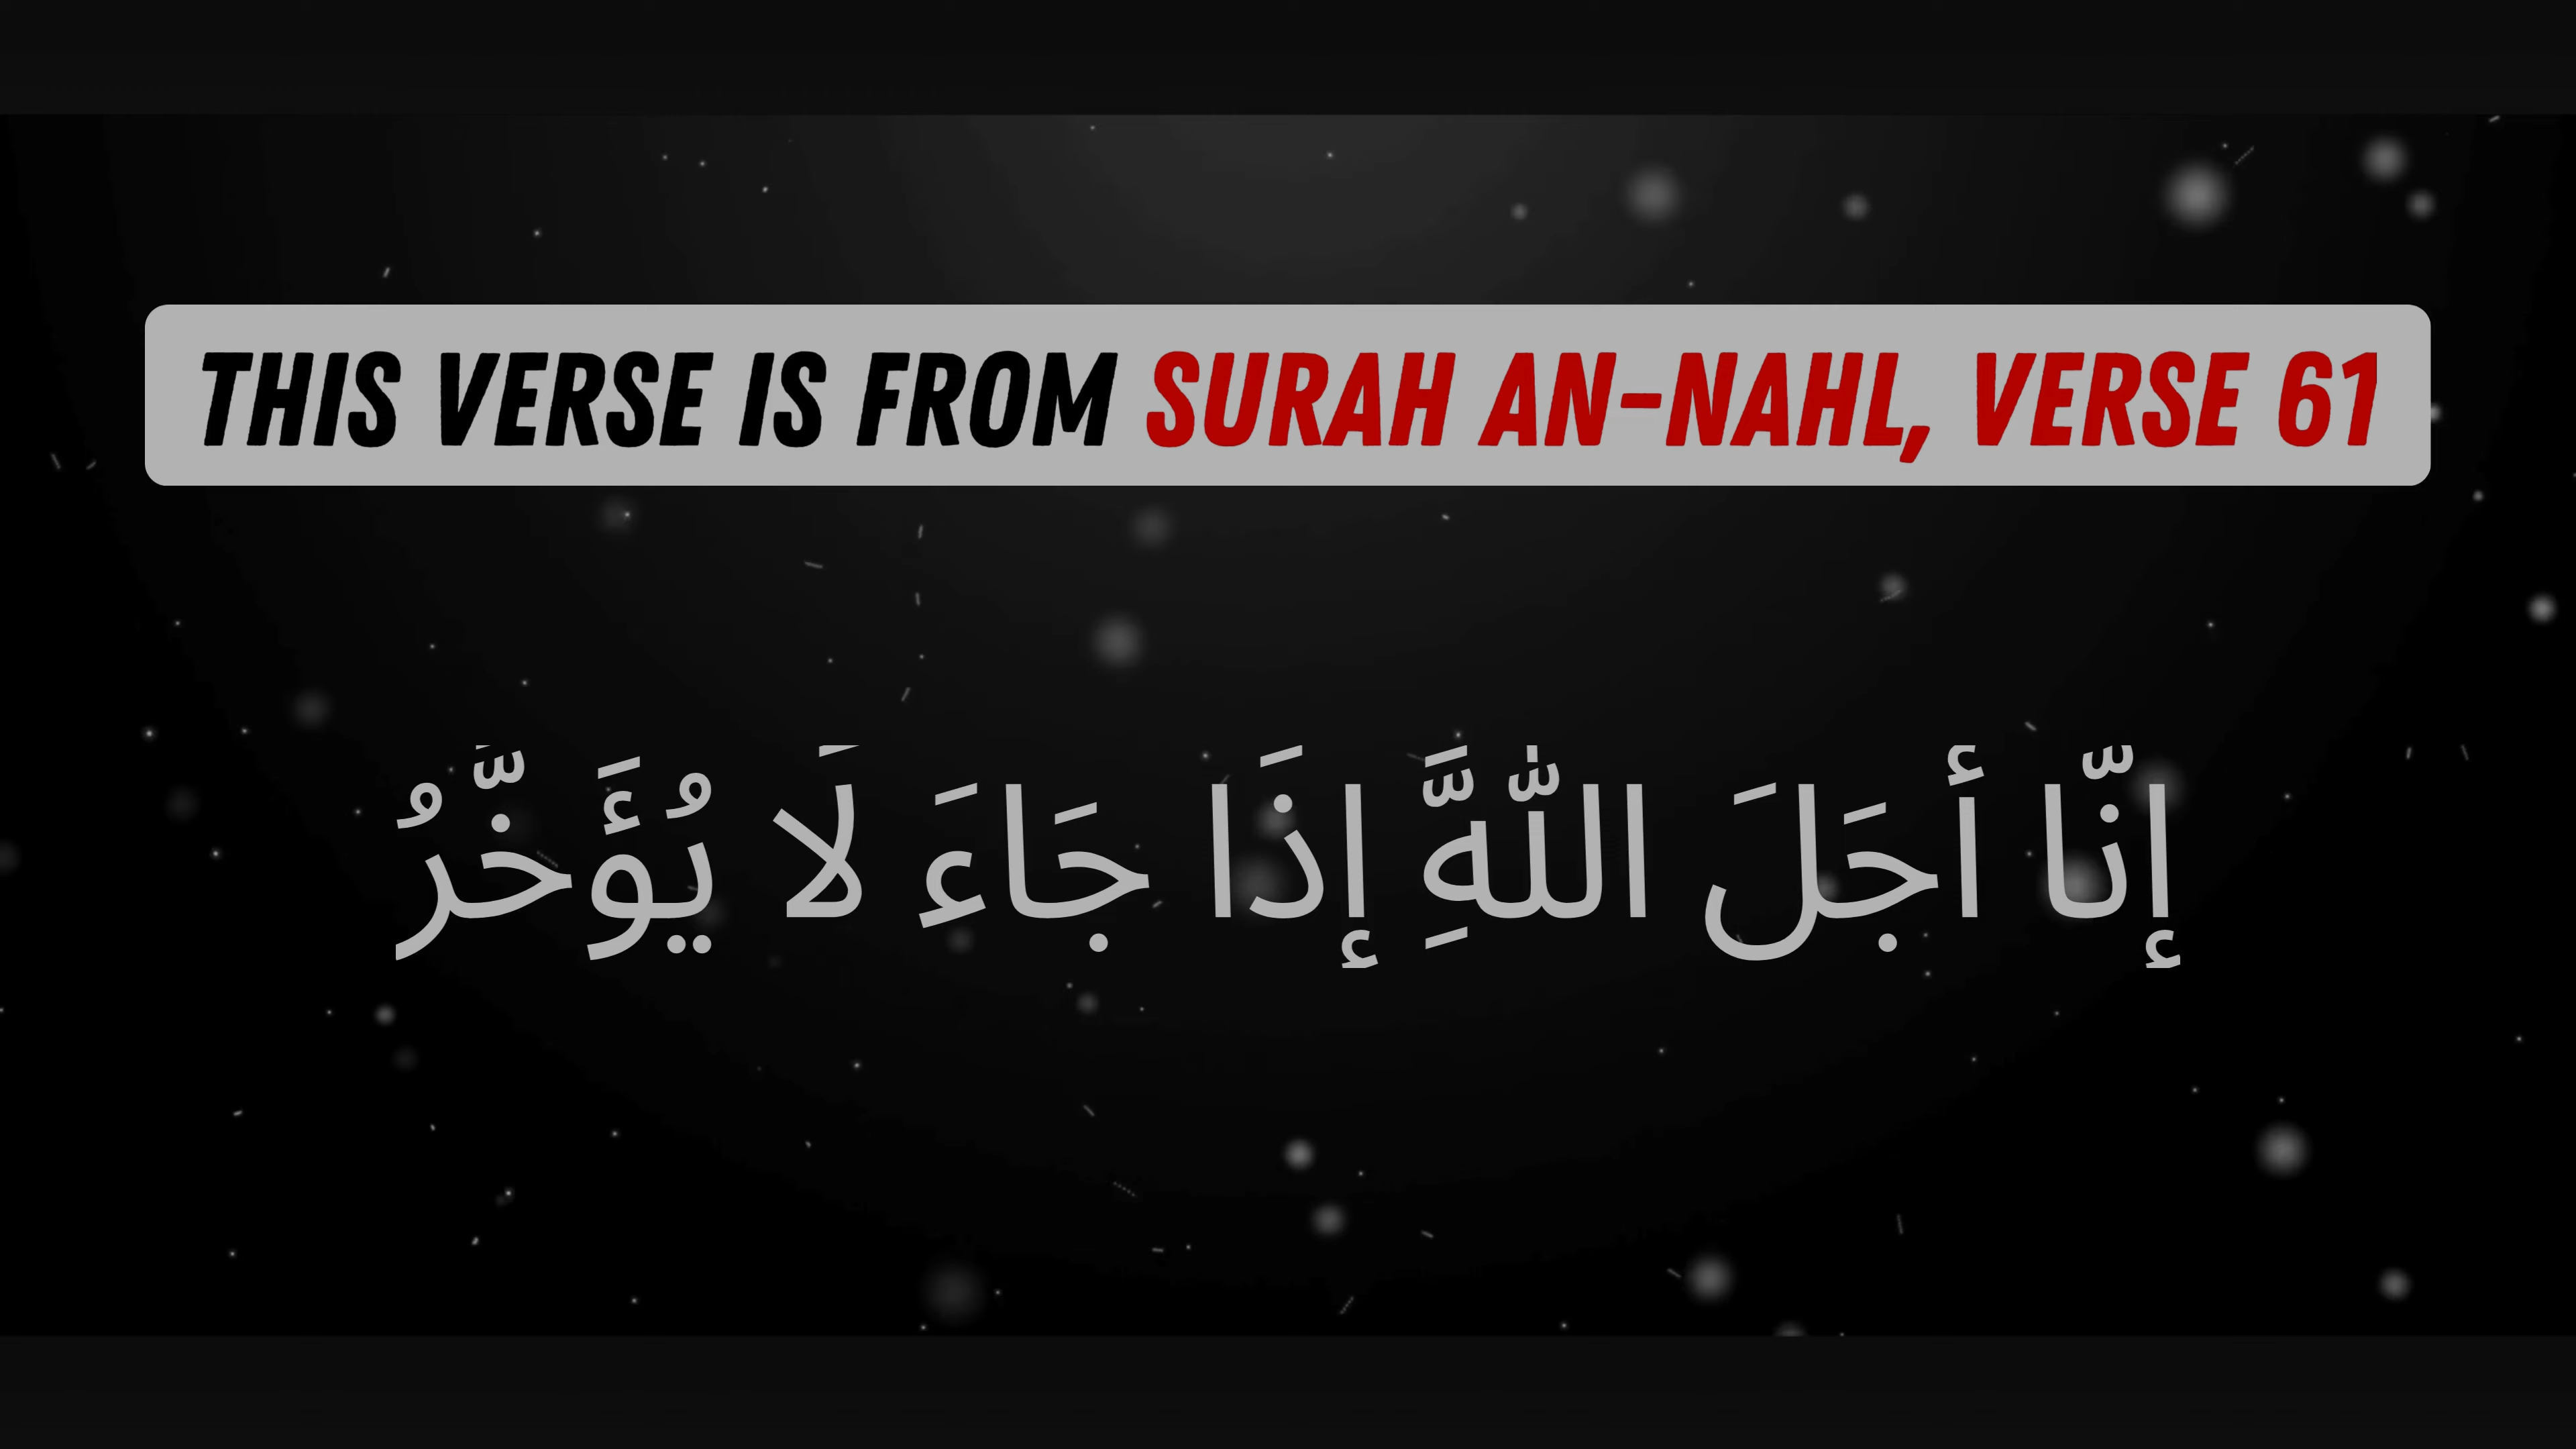 THIS VERSE IS FROM SURAH AN-NAHL, VERSE 61
إنّا أجَلَ اللّهَِّ إذَا جَاءَ لَا يُؤَخَّرُ